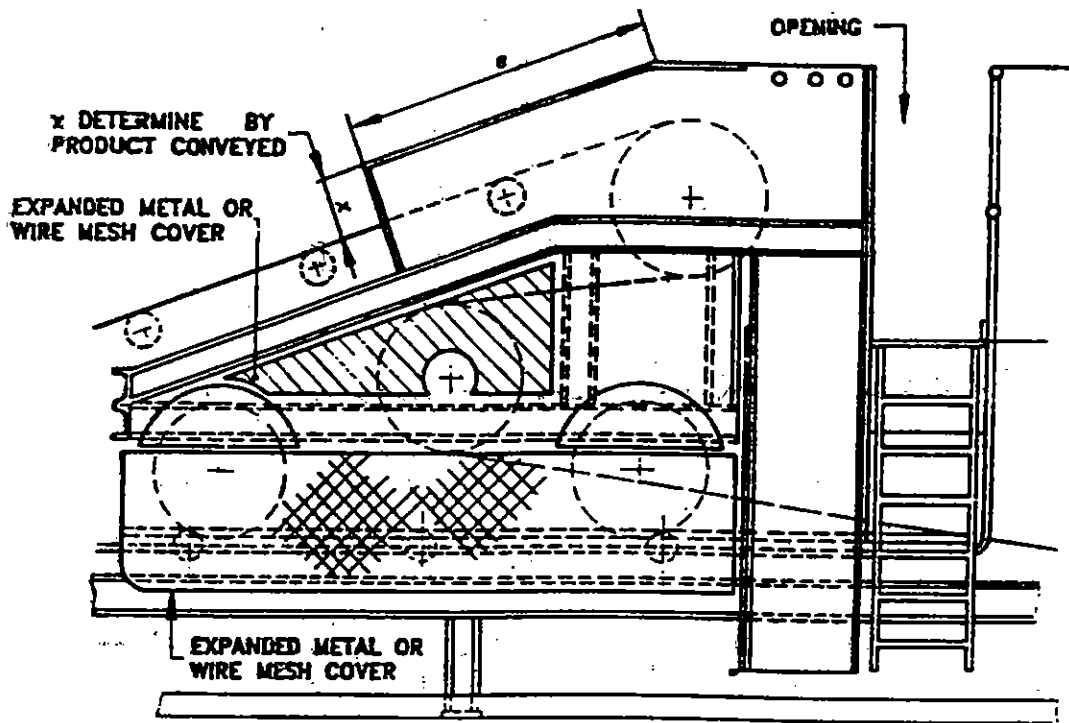 OPENING
x DETERMINE BY
PRODUCT CONVEYED
x
EXPANDED METAL OR
WIRE MESH COVER
EXPANDED METAL OR
WIRE MESH COVER